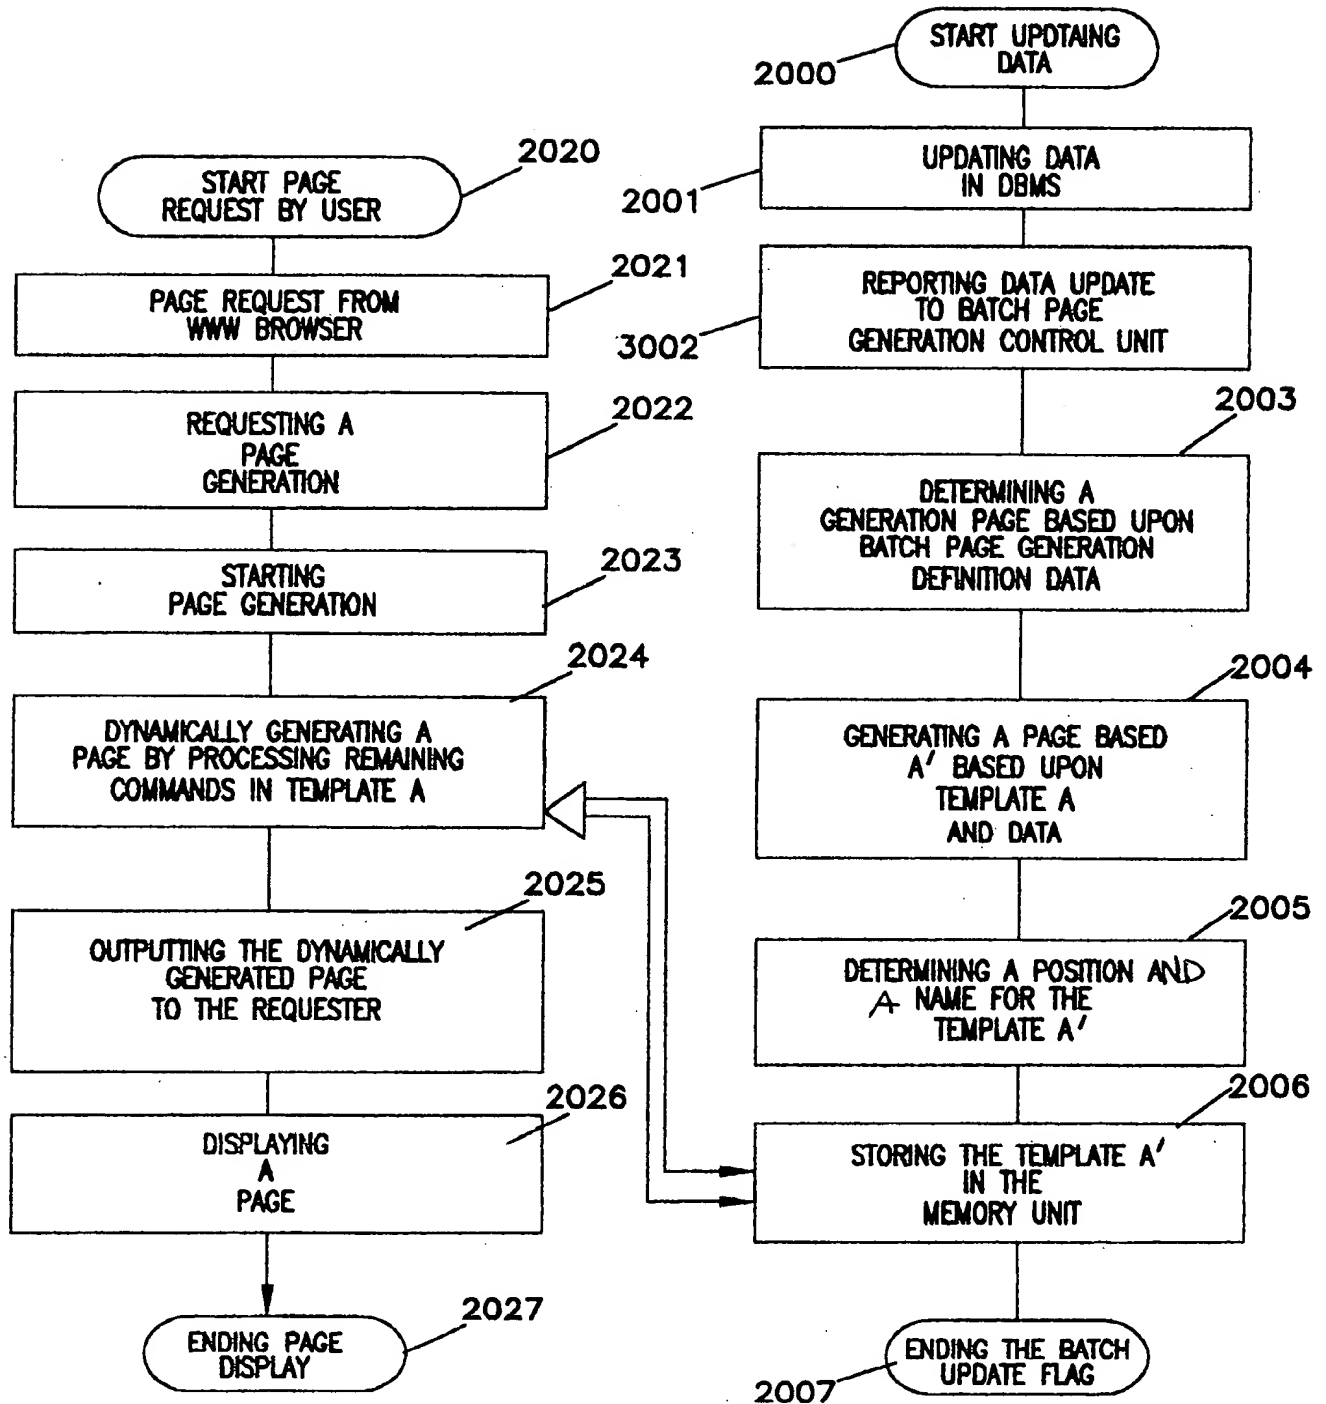 2020
START PAGE
REQUEST BY USER
2021
PAGE REQUEST FROM
WWW BROWSER
2022
REQUESTING A
PAGE
GENERATION
2023
STARTING
PAGE GENERATION
2024
DYNAMICALLY GENERATING A
PAGE BY PROCESSING REMAINING
COMMANDS IN TEMPLATE A
2025
OUTPUTTING THE DYNAMICALLY
GENERATED PAGE
TO THE REQUESTER
2026
DISPLAYING
A
PAGE
2027
ENDING PAGE
DISPLAY
2000
START UPDTAING
DATA
2001
UPDATING DATA
IN DBMS
3002
REPORTING DATA UPDATE
TO BATCH PAGE
GENERATION CONTROL UNIT
2003
DETERMINING A
GENERATION PAGE BASED UPON
BATCH PAGE GENERATION
DEFINITION DATA
2004
GENERATING A PAGE BASED
A' BASED UPON
TEMPLATE A
AND DATA
2005
DETERMINING A POSITION AND
A NAME FOR THE
TEMPLATE A'
2006
STORING THE TEMPLATE A'
IN THE
MEMORY UNIT
2007
ENDING THE BATCH
UPDATE FLAG